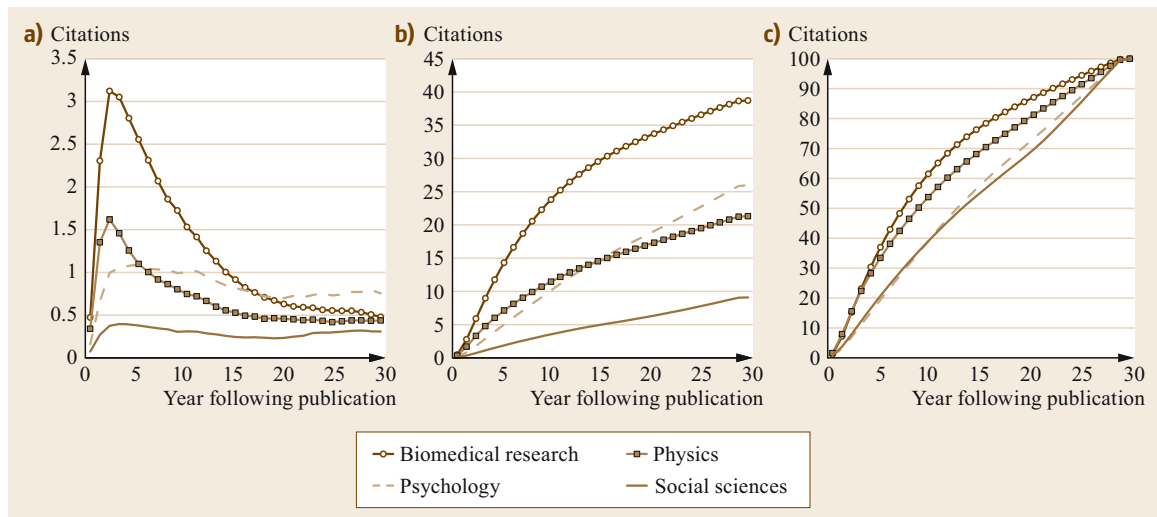 a) Citations
3.5
3
2.5
2
1.5
1
0.5
0
0 5 10 15 20 25 30
Year following publication
b) Citations
45
40
35
30
25
20
15
10
5
0
0 5 10 15 20 25 30
Year following publication
c) Citations
100
90
80
70
60
50
40
30
20
10
0
0 5 10 15 20 25 30
Year following publication
Biomedical research
Physics
Psychology
Social sciences